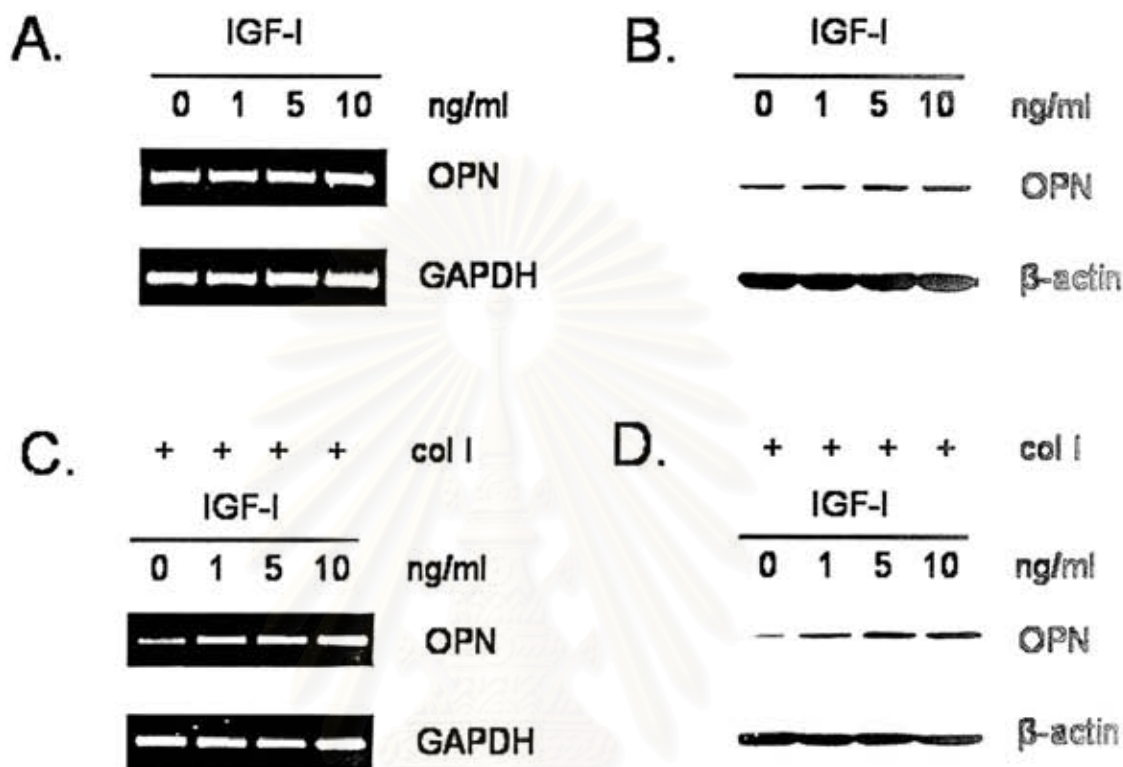 A.
IGF-I
0 1 5 10 ng/ml
OPN
GAPDH
B.
IGF-I
0 1 5 10 ng/ml
OPN
β-actin
C.
+ + + + col I
IGF-I
0 1 5 10 ng/ml
OPN
GAPDH
D.
+ + + + col I
IGF-I
0 1 5 10 ng/ml
OPN
β-actin